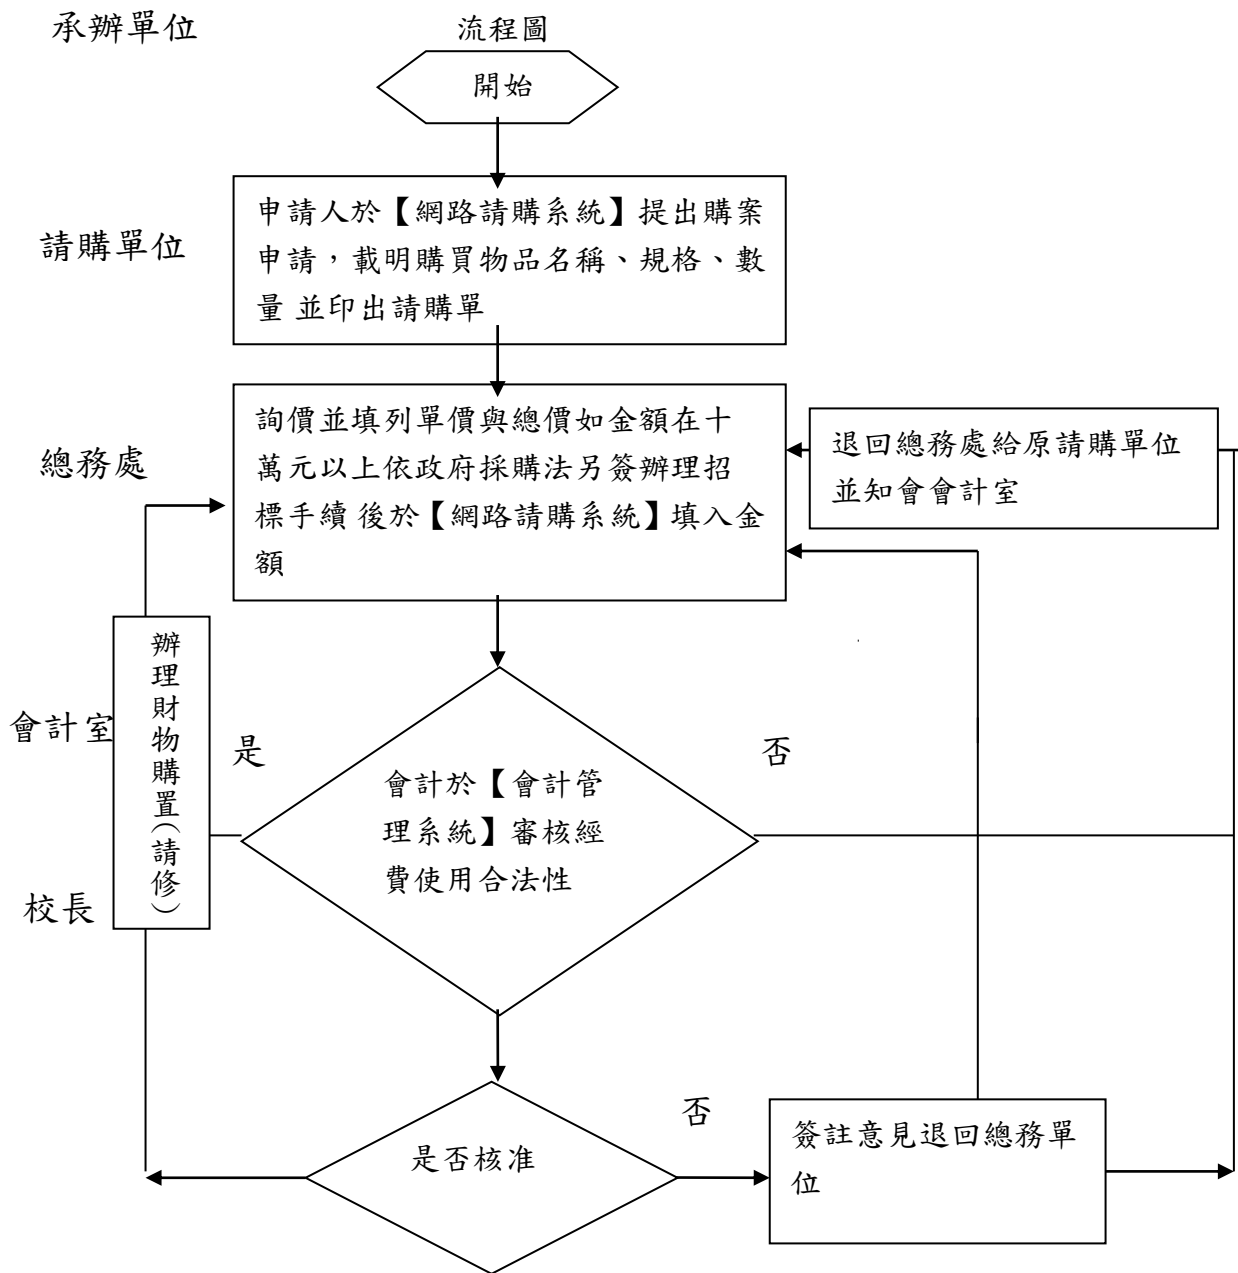 承辦單位
流程圖
開始
請購單位
申請人於【網路請購系統】提出購案
申請，載明購買物品名稱、規格、數
量 並印出請購單
總務處
詢價並填列單價與總價如金額在十
萬元以上依政府採購法另簽辦理招
標手續 後於【網路請購系統】填入金
額
退回總務處給原請購單位
並知會會計室
會計室
辦理財物購置(請修)
是
會計於【會計管
理系統】審核經
費使用合法性
否
校長
是否核准
否
簽註意見退回總務單
位